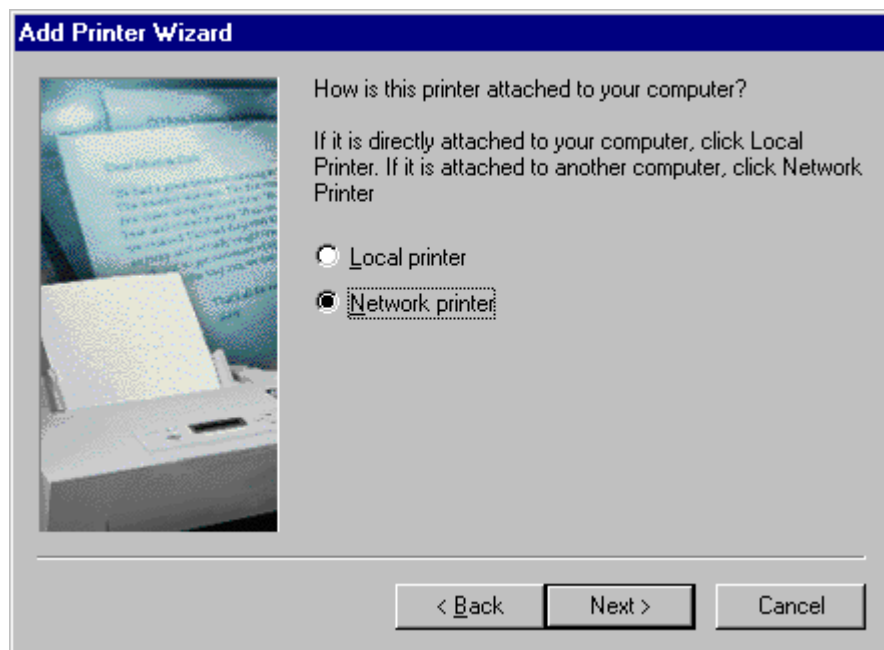 Add Printer Wizard
How is this printer attached to your computer?
If it is directly attached to your computer, click Local
Printer. If it is attached to another computer, click Network
Printer
Local printer
Network printer
< Back
Next >
Cancel